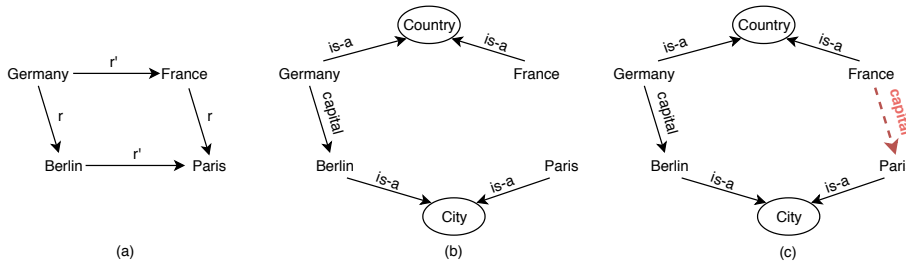 Germany
r'
France
r
r
Berlin
r'
Paris
(a)
Country
is-a
is-a
Germany
France
capital
Berlin
Paris
is-a
is-a
City
(b)
Country
is-a
is-a
Germany
France
capital
capital
Berlin
Pari
is-a
is-a
City
(c)